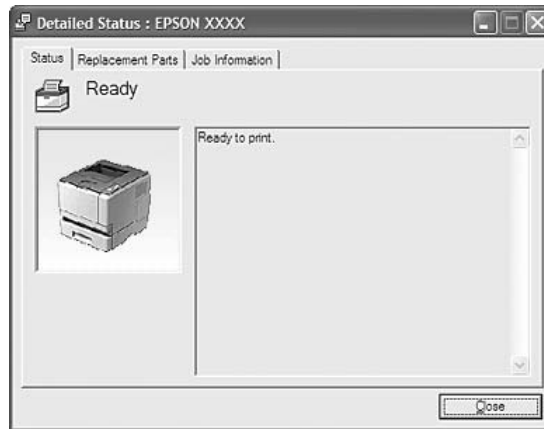 Detailed Status : EPSON XXXX
Status Replacement Parts Job Information
Ready
Ready to print.
Close